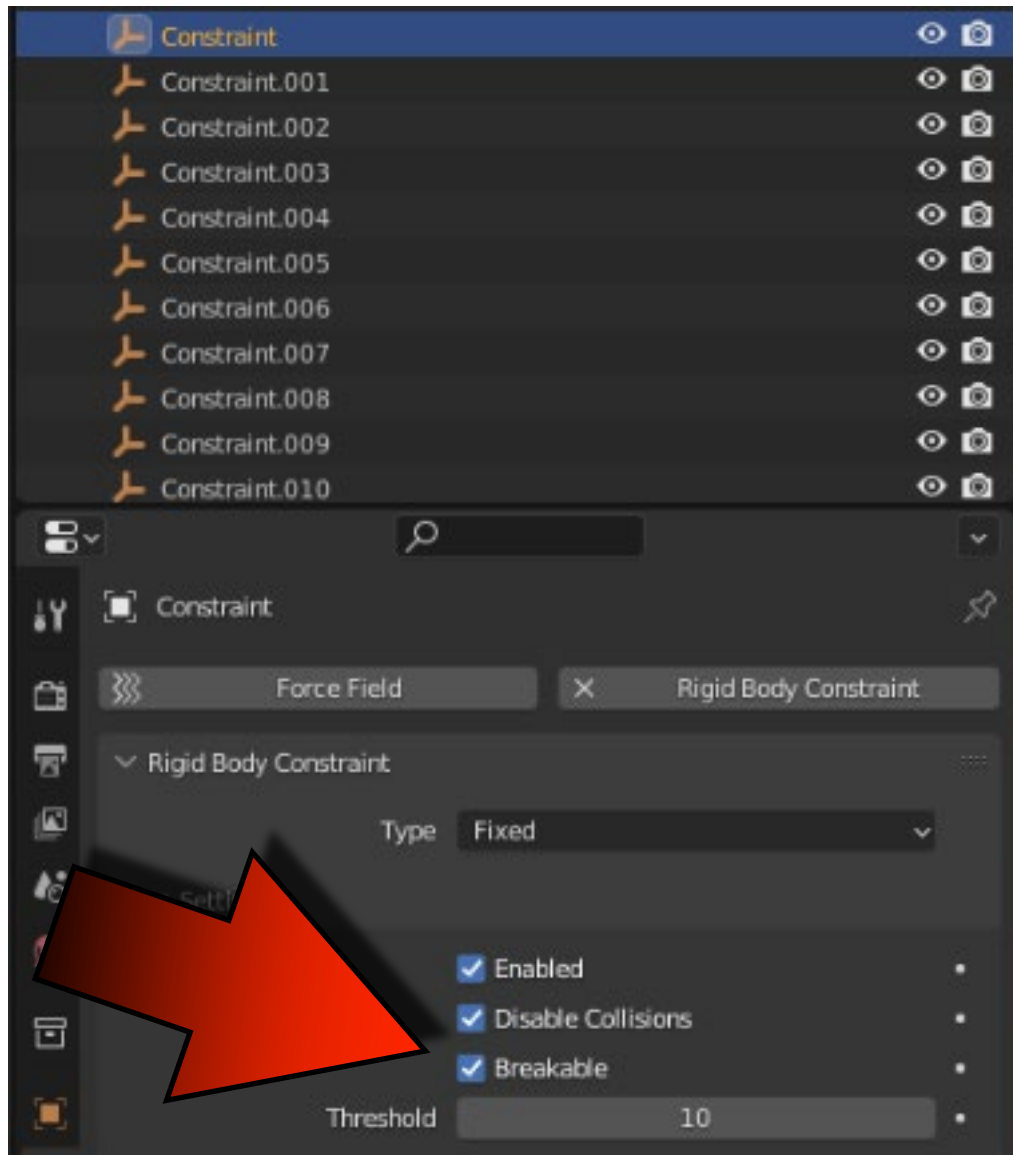 Constraint
Constraint.001
Constraint.002
Constraint.003
Constraint.004
Constraint.005
Constraint.006
Constraint.007
Constraint.008
Constraint.009
Constraint.010
Constraint
Force Field
Rigid Body Constraint
Rigid Body Constraint
Type Fixed
Enabled
Disable Collisions
Breakable
Threshold 10